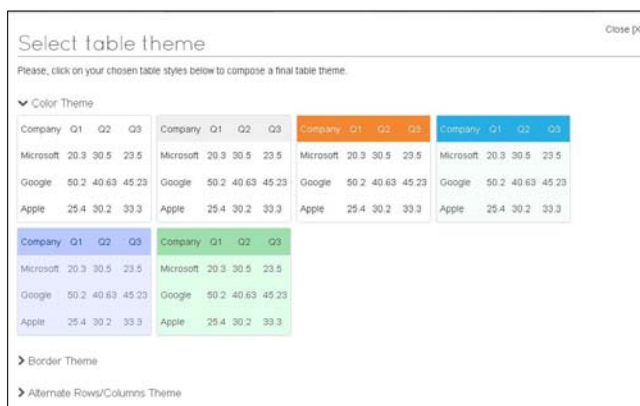 Close [X
Select table theme
Please, click on your chosen table styles below to compose a final table theme.
Color Theme
Company Q1 Q2 Q3 Company Q1 Q2 Q3 Company Q1 Q2 Q3 Company Q1 Q2 Q3
Microsoft 20.3 30.5 23.5 Microsoft 20.3 30.5 23.5 Microsoft 20.3 30.5 23.5 Microsoft 20.3 30.5 23.5
Google 50.2 40.63 45.23 Google 50.2 40.63 45.23 Google 50.2 40.63 45.23 Google 50.2 40.63 45.23
Apple 25.4 30.2 33.3 Apple 25.4 30.2 33.3 Apple 25.4 30.2 33.3 Apple 25.4 30.2 33.3
Company Q1 Q2 Q3 Company Q1 Q2 Q3
Microsoft 20.3 30.5 23.5 Microsoft 20.3 30.5 23.5
Google 50.2 40.63 45.23 Google 50.2 40.63 45.23
Apple 25.4 30.2 33.3 Apple 25.4 30.2 33.3
Border Theme
Alternate Rows/Columns Theme